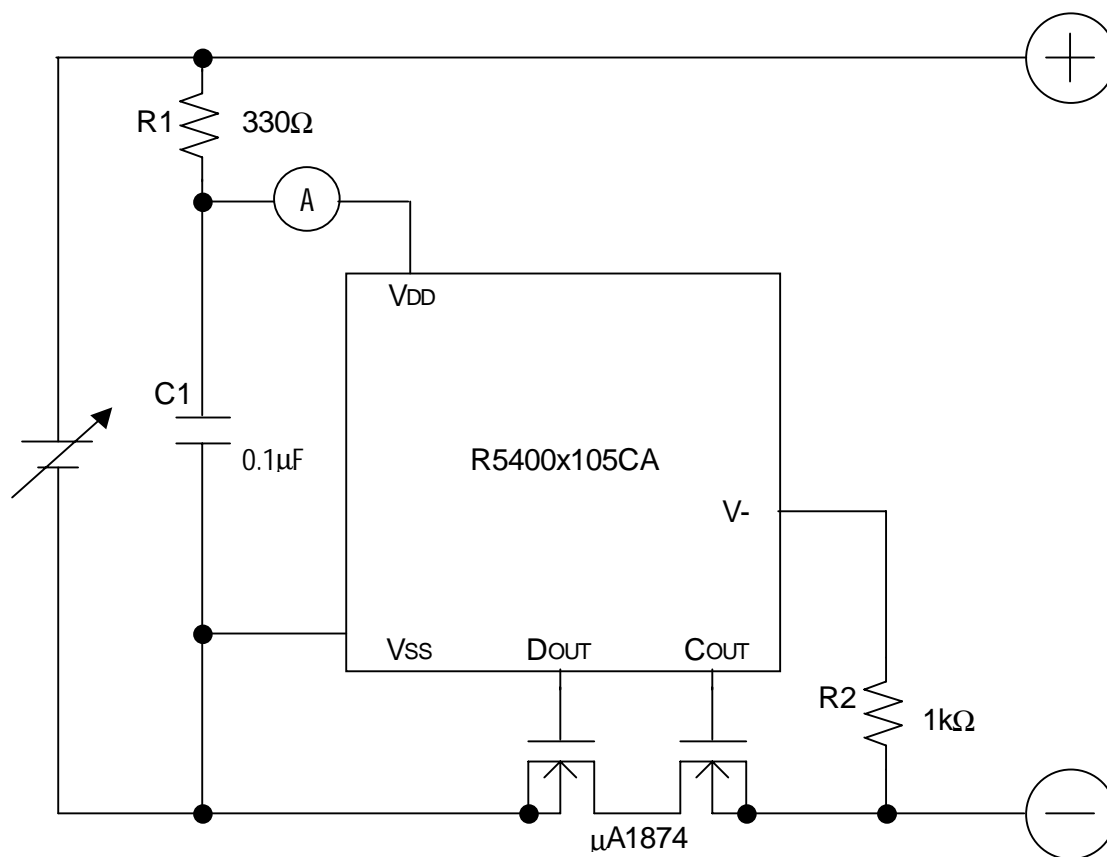 R1 330Ω
A
VDD
C1
0.1μF
R5400x105CA
V-
VSS DOUT COUT
R2 1kΩ
μA1874